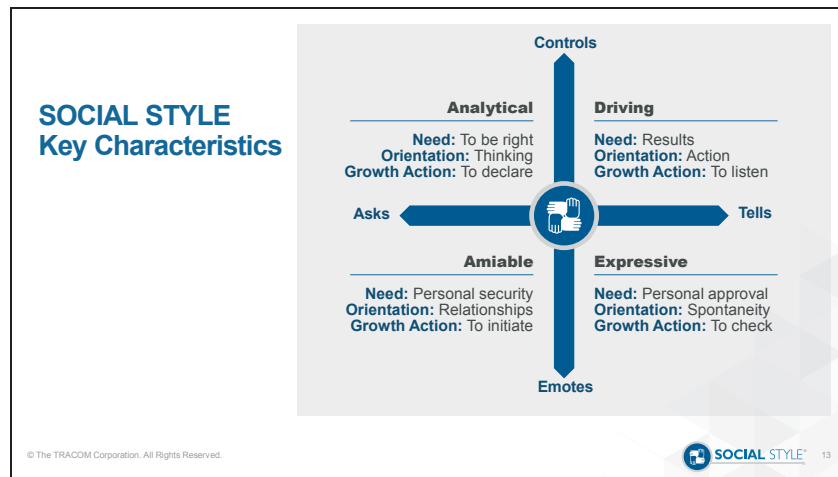 SOCIAL STYLE
Key Characteristics
Controls
Analytical
Need: To be right
Orientation: Thinking
Growth Action: To declare
Driving
Need: Results
Orientation: Action
Growth Action: To listen
Asks
Tells
Amiable
Need: Personal security
Orientation: Relationships
Growth Action: To initiate
Expressive
Need: Personal approval
Orientation: Spontaneity
Growth Action: To check
Emotes
© The TRACOM Corporation. All Rights Reserved.
SOCIAL STYLE®
13